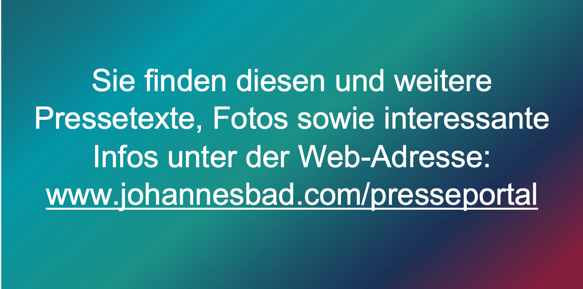 Sie finden diesen und weitere
Pressetexte, Fotos sowie interessante
Infos unter der Web-Adresse:
www.johannesbad.com/presseportal